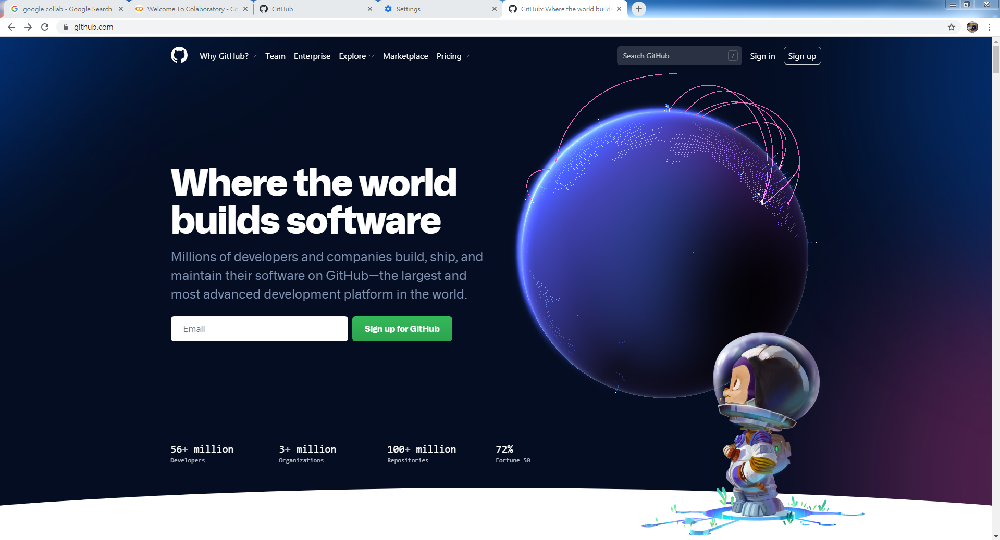 google collab - Google Search
Welcome To Colaboratory - Co
GitHub
Settings
GitHub: Where the world build
github.com
Why GitHub? Team Enterprise Explore Marketplace Pricing
Search GitHub /
Sign in
Sign up
Where the world
builds software
Millions of developers and companies build, ship, and
maintain their software on GitHub—the largest and
most advanced development platform in the world.
Email
Sign up for GitHub
56+ million 3+ million 100+ million 72%
Developers Organizations Repositories Fortune 50